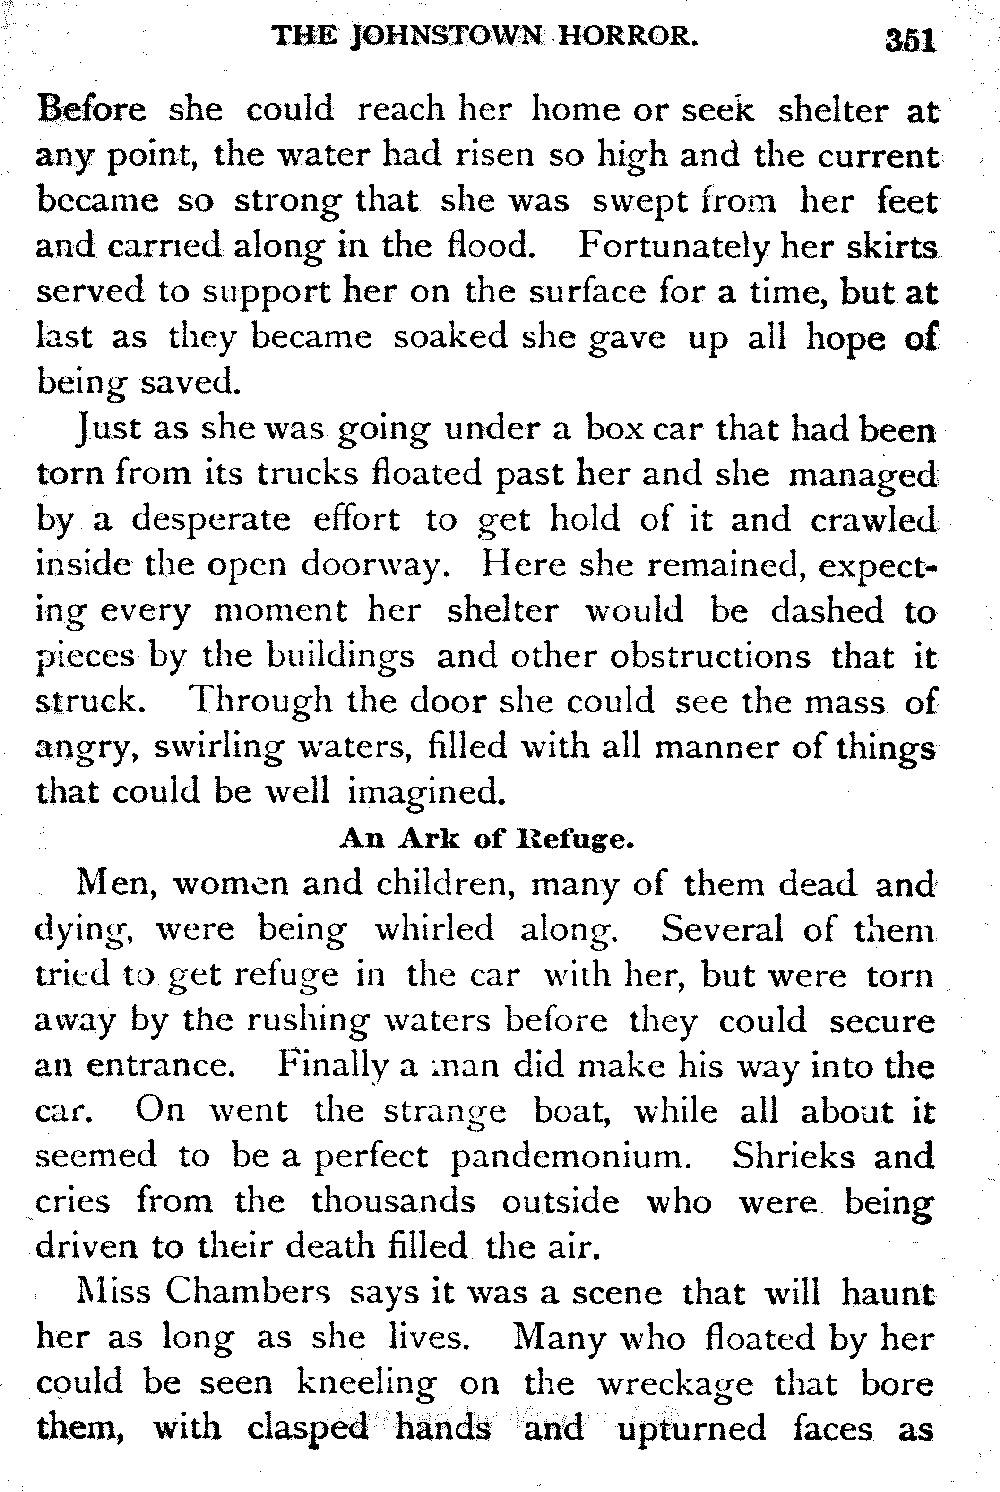 THE JOHNSTOWN HORROR. 351
Before she could reach her home or seek shelter at
any point, the water had risen so high and the current
became so strong that she was swept from her feet
and carried along in the flood. Fortunately her skirts
served to support her on the surface for a time, but at
last as they became soaked she gave up all hope of
being saved.
Just as she was going under a box car that had been
torn from its trucks floated past her and she managed
by a desperate effort to get hold of it and crawled
inside the open doorway. Here she remained, expect-
ing every moment her shelter would be dashed to
pieces by the buildings and other obstructions that it
struck. Through the door she could see the mass of
angry, swirling waters, filled with all manner of things
that could be well imagined.
An Ark of Refuge.
Men, women and children, many of them dead and
dying, were being whirled along. Several of them
tried to get refuge in the car with her, but were torn
away by the rushing waters before they could secure
an entrance. Finally a man did make his way into the
car. On went the strange boat, while all about it
seemed to be a perfect pandemonium. Shrieks and
cries from the thousands outside who were being
driven to their death filled the air.
Miss Chambers says it was a scene that will haunt
her as long as she lives. Many who floated by her
could be seen kneeling on the wreckage that bore
them, with clasped hands and upturned faces as